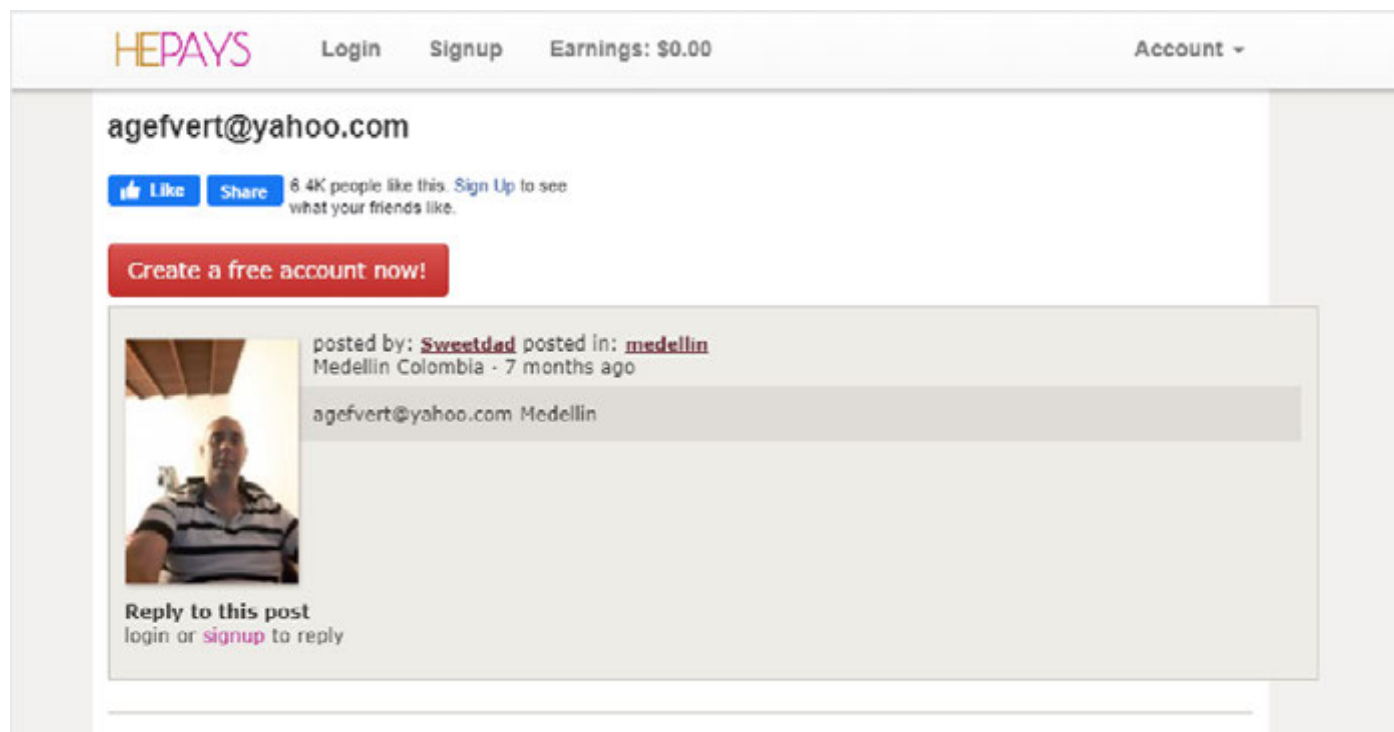 HEPAYS Login Signup Earnings: $0.00 Account
agefvert@yahoo.com
Like Share 6.4K people like this. Sign Up to see
what your friends like.
Create a free account now!
posted by: Sweetdad posted in: medellin
Medellin Colombia - 7 months ago
agefvert@yahoo.com Medellin
Reply to this post
login or signup to reply